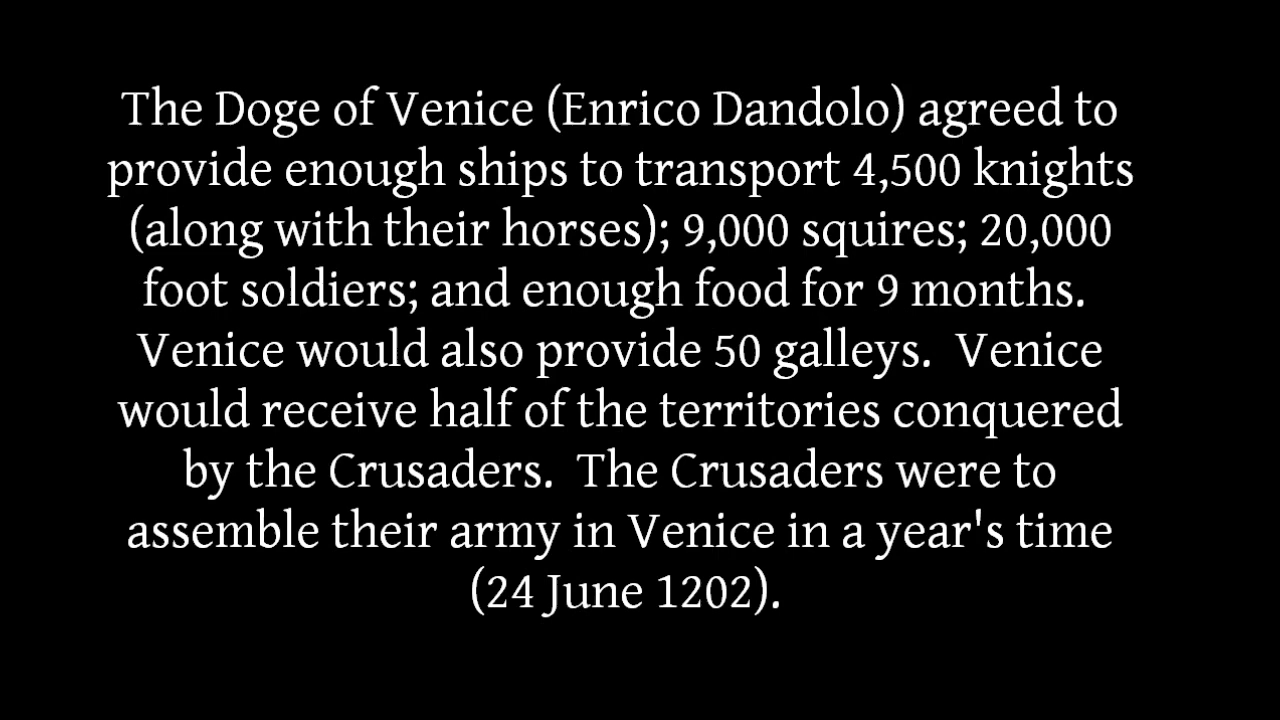 The Doge of Venice (Enrico Dandolo) agreed to
provide enough ships to transport 4,500 knights
(along with their horses); 9,000 squires; 20,000
foot soldiers; and enough food for 9 months.
Venice would also provide 50 galleys.  Venice
would receive half of the territories conquered
by the Crusaders.  The Crusaders were to
assemble their army in Venice in a year's time
(24 June 1202).